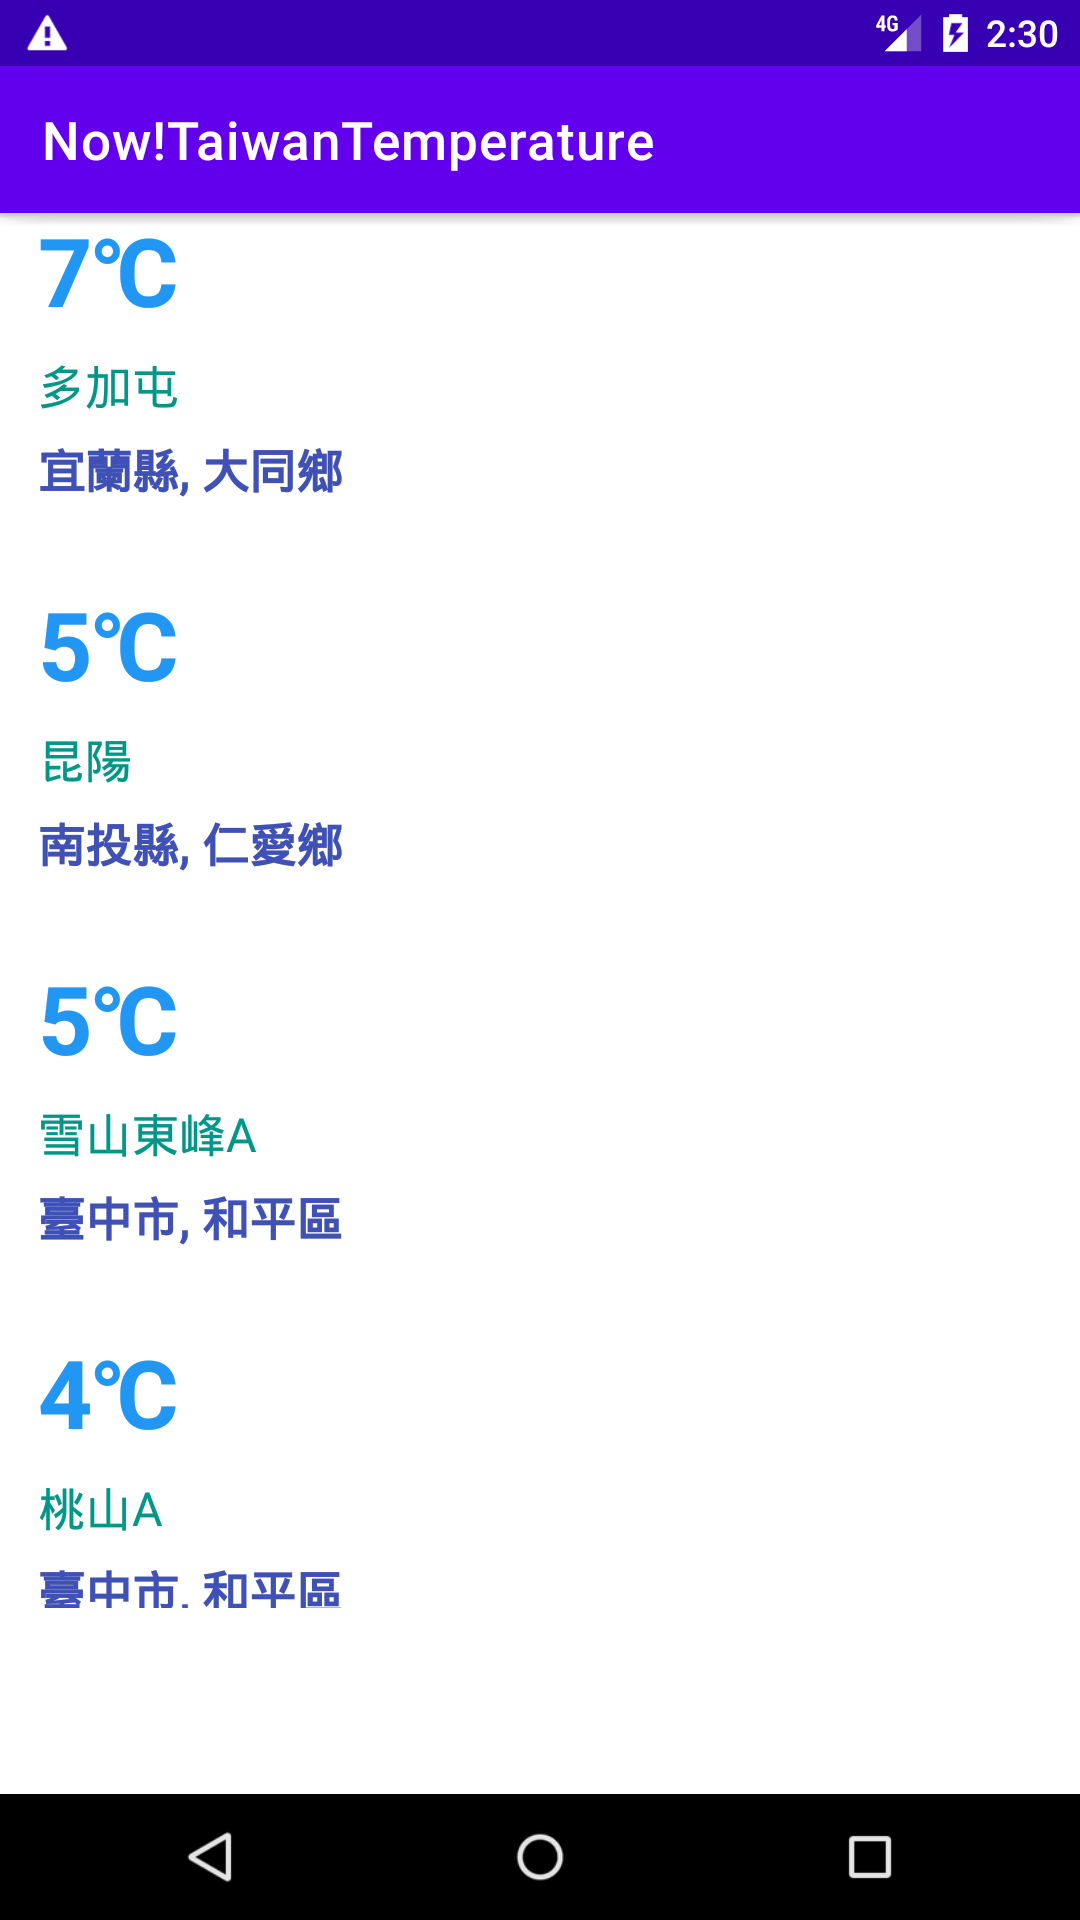 4G 2:30
Now!TaiwanTemperature
7℃
多加屯
宜蘭縣, 大同鄉
5℃
昆陽
南投縣, 仁愛鄉
5℃
雪山東峰A
臺中市, 和平區
4℃
桃山A
臺中市, 和平區